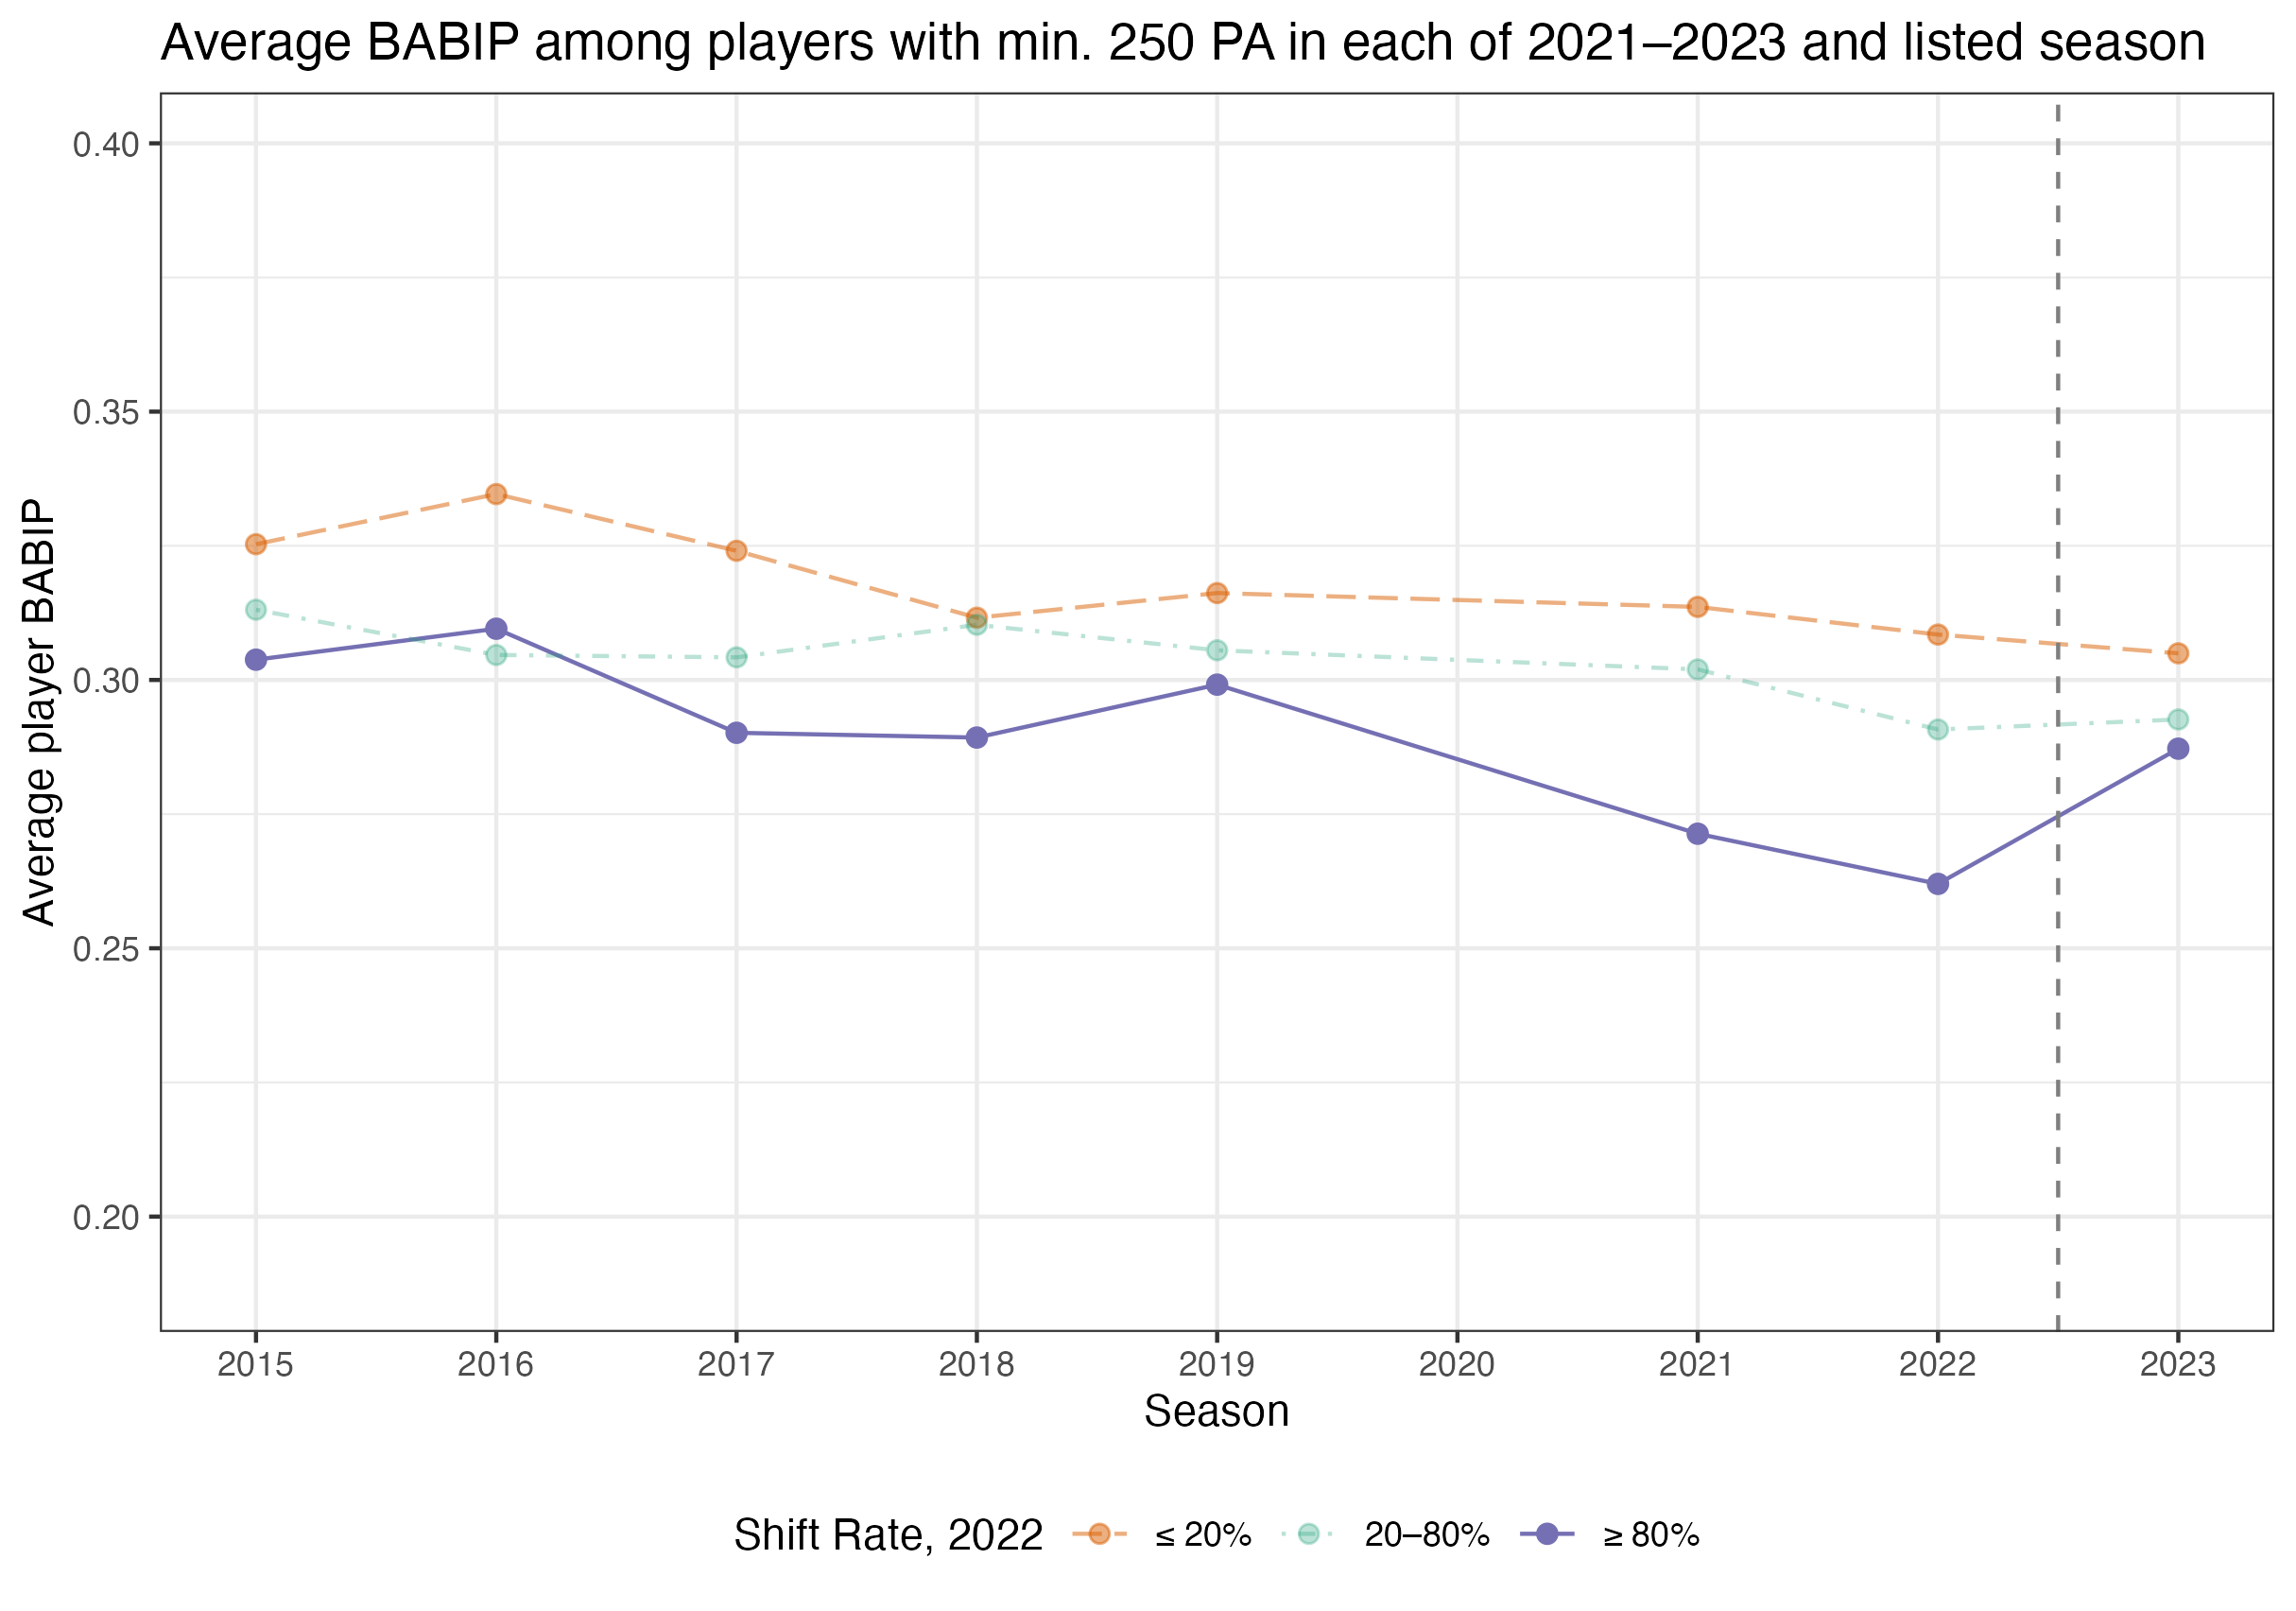 Average BABIP among players with min. 250 PA in each of 2021–2023 and listed season
Average player BABIP
0.40
0.35
0.30
0.25
0.20
2015 2016 2017 2018 2019 2020 2021 2022 2023
Season
Shift Rate, 2022 ≤ 20% 20–80% ≥ 80%